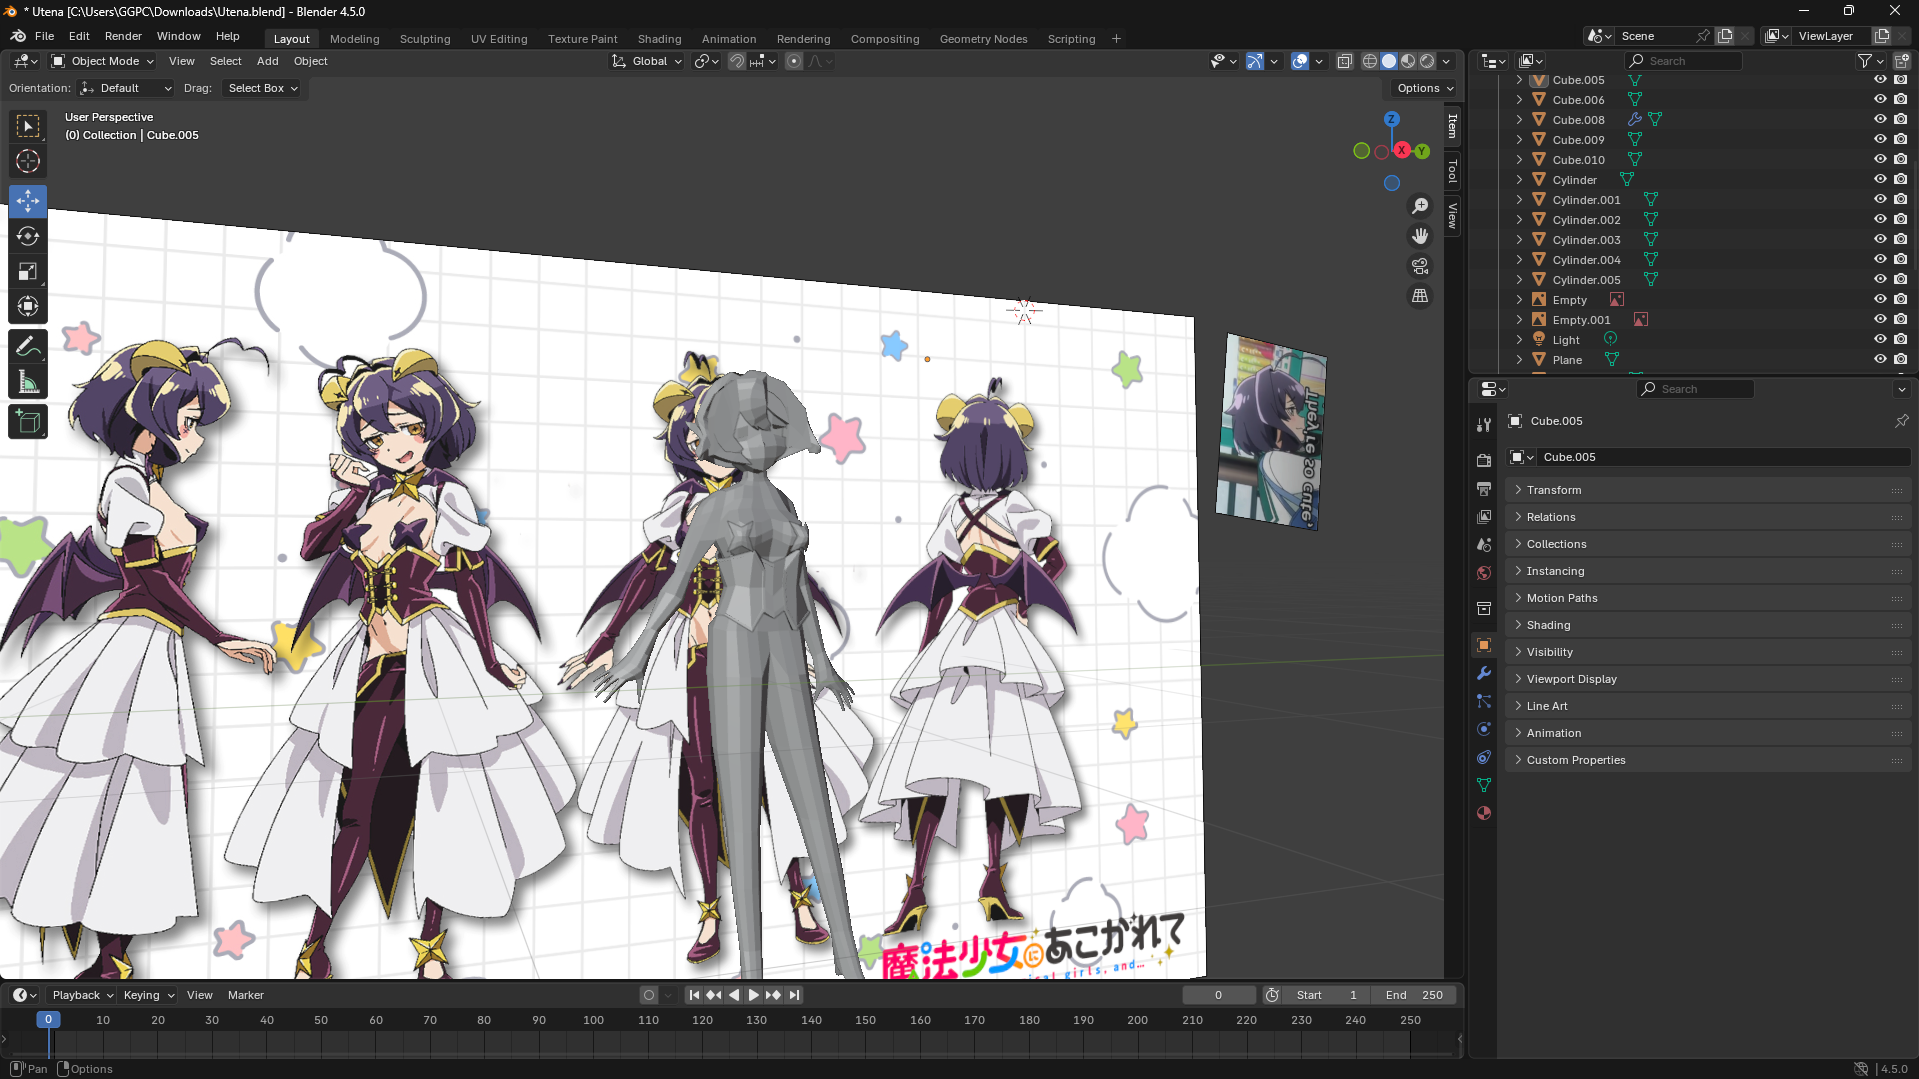 * Utena [C:\Users\GGPC\Downloads\Utena.blend] - Blender 4.5.0
File Edit Render Window Help
Layout Modeling Sculpting UV Editing Texture Paint Shading Animation Rendering Compositing Geometry Nodes Scripting +
Scene
ViewLayer
Object Mode View Select Add Object
Global
Orientation: Default Drag: Select Box
Options
User Perspective
(0) Collection | Cube.005
Z
X
Y
Item
Tool
View
魔法少女にあこがれて
Search
Cube.005
Cube.006
Cube.008
Cube.009
Cube.010
Cylinder
Cylinder.001
Cylinder.002
Cylinder.003
Cylinder.004
Cylinder.005
Empty
Empty.001
Light
Plane
Search
Cube.005
Cube.005
Transform
Relations
Collections
Instancing
Motion Paths
Shading
Visibility
Viewport Display
Line Art
Animation
Custom Properties
Playback Keying View Marker
0
Start 1
End 250
0 10 20 30 40 50 60 70 80 90 100 110 120 130 140 150 160 170 180 190 200 210 220 230 240 250
Pan Options
4.5.0